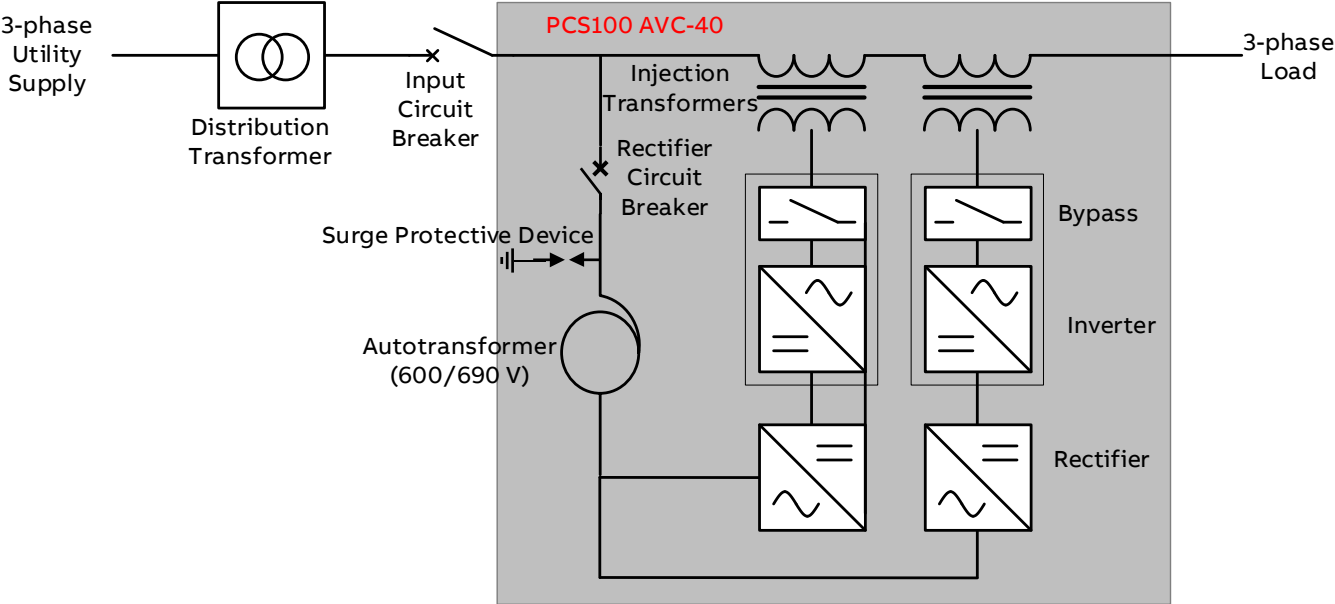 3-phase
Utility
Supply
Distribution
Transformer
Input
Circuit
Breaker
PCS100 AVC-40
Injection
Transformers
3-phase
Load
Rectifier
Circuit
Breaker
Surge Protective Device
Autotransformer
(600/690 V)
Bypass
Inverter
Rectifier